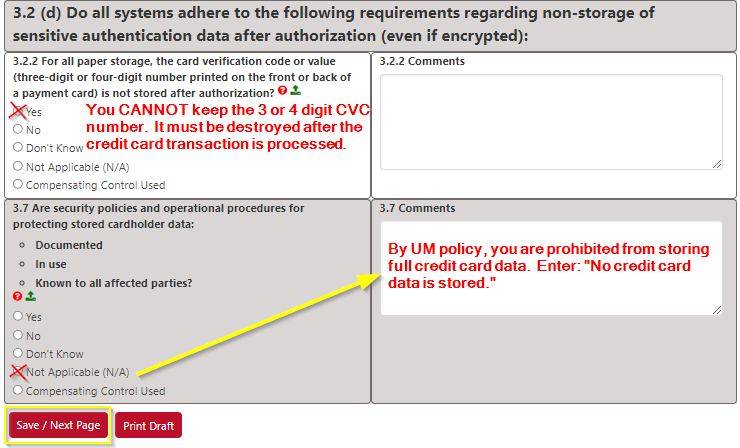 3.2 (d) Do all systems adhere to the following requirements regarding non-storage of
sensitive authentication data after authorization (even if encrypted):
3.2.2 For all paper storage, the card verification code or value
(three-digit or four-digit number printed on the front or back of
a payment card) is not stored after authorization?
3.2.2 Comments
Yes
No
Don't Know
Not Applicable (N/A)
Compensating Control Used
You CANNOT keep the 3 or 4 digit CVC
number. It must be destroyed after the
credit card transaction is processed.
3.7 Are security policies and operational procedures for
protecting stored cardholder data:
Documented
In use
Known to all affected parties?
Yes
No
Don't Know
Not Applicable (N/A)
Compensating Control Used
3.7 Comments
By UM policy, you are prohibited from storing
full credit card data. Enter: "No credit card
data is stored."
Save / Next Page
Print Draft